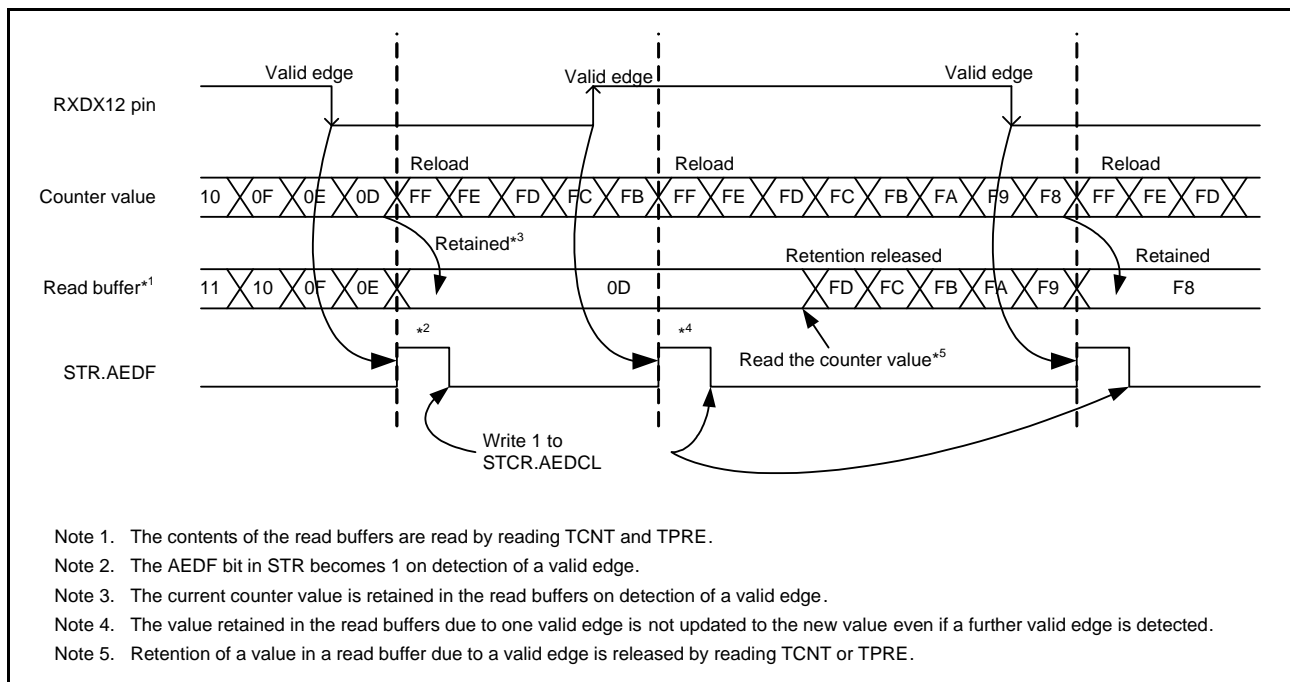 Valid edge Valid edge Valid edge
RXDX12 pin
Reload Reload Reload
Counter value 10 0F 0E 0D FF FE FD FC FB FF FE FD FC FB FA F9 F8 FF FE FD
Retained*3 Retention released Retained
Read buffer*1 11 10 0F 0E 0D FD FC FB FA F9 F8
*2 *4
Read the counter value*5
STR.AEDF
Write 1 to
STCR.AEDCL
Note 1. The contents of the read buffers are read by reading TCNT and TPRE.
Note 2. The AEDF bit in STR becomes 1 on detection of a valid edge.
Note 3. The current counter value is retained in the read buffers on detection of a valid edge.
Note 4. The value retained in the read buffers due to one valid edge is not updated to the new value even if a further valid edge is detected.
Note 5. Retention of a value in a read buffer due to a valid edge is released by reading TCNT or TPRE.